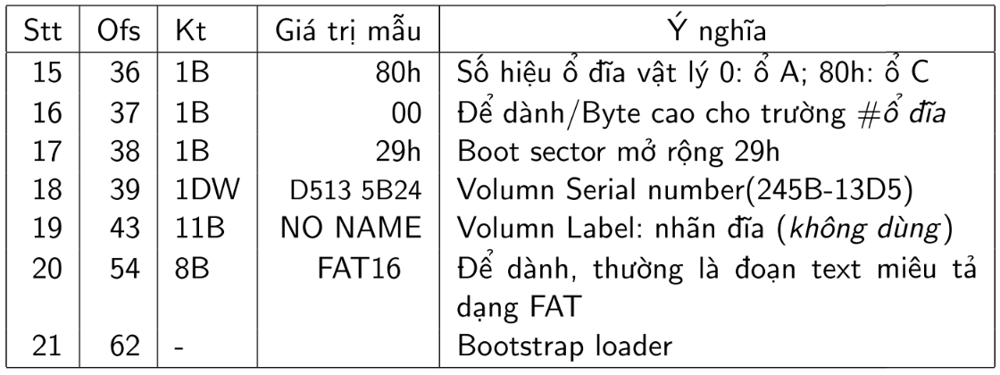 Stt Ofs Kt Giá trị mẫu Ý nghĩa
15 36 1B 80h Số hiệu ổ đĩa vật lý 0: ổ A; 80h: ổ C
16 37 1B 00 Để dành/Byte cao cho trường #ổ đĩa
17 38 1B 29h Boot sector mở rộng 29h
18 39 1DW D513 5B24 Volumn Serial number(245B-13D5)
19 43 11B NO NAME Volumn Label: nhãn đĩa (không dùng)
20 54 8B FAT16 Để dành, thường là đoạn text miêu tả
dạng FAT
21 62 - Bootstrap loader